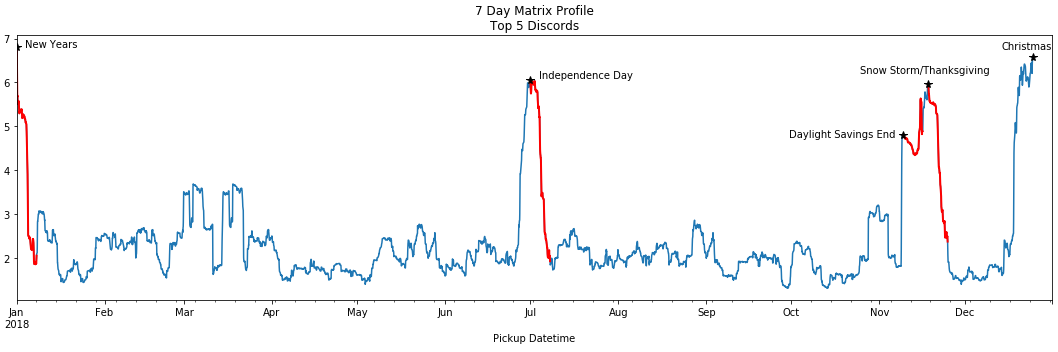 7 Day Matrix Profile
Top 5 Discords
7
6
5
4
3
2
New Years
Independence Day
Christmas
Snow Storm/Thanksgiving
Daylight Savings End
Jan Feb Mar Apr May Jun Jul Aug Sep Oct Nov Dec
2018
Pickup Datetime